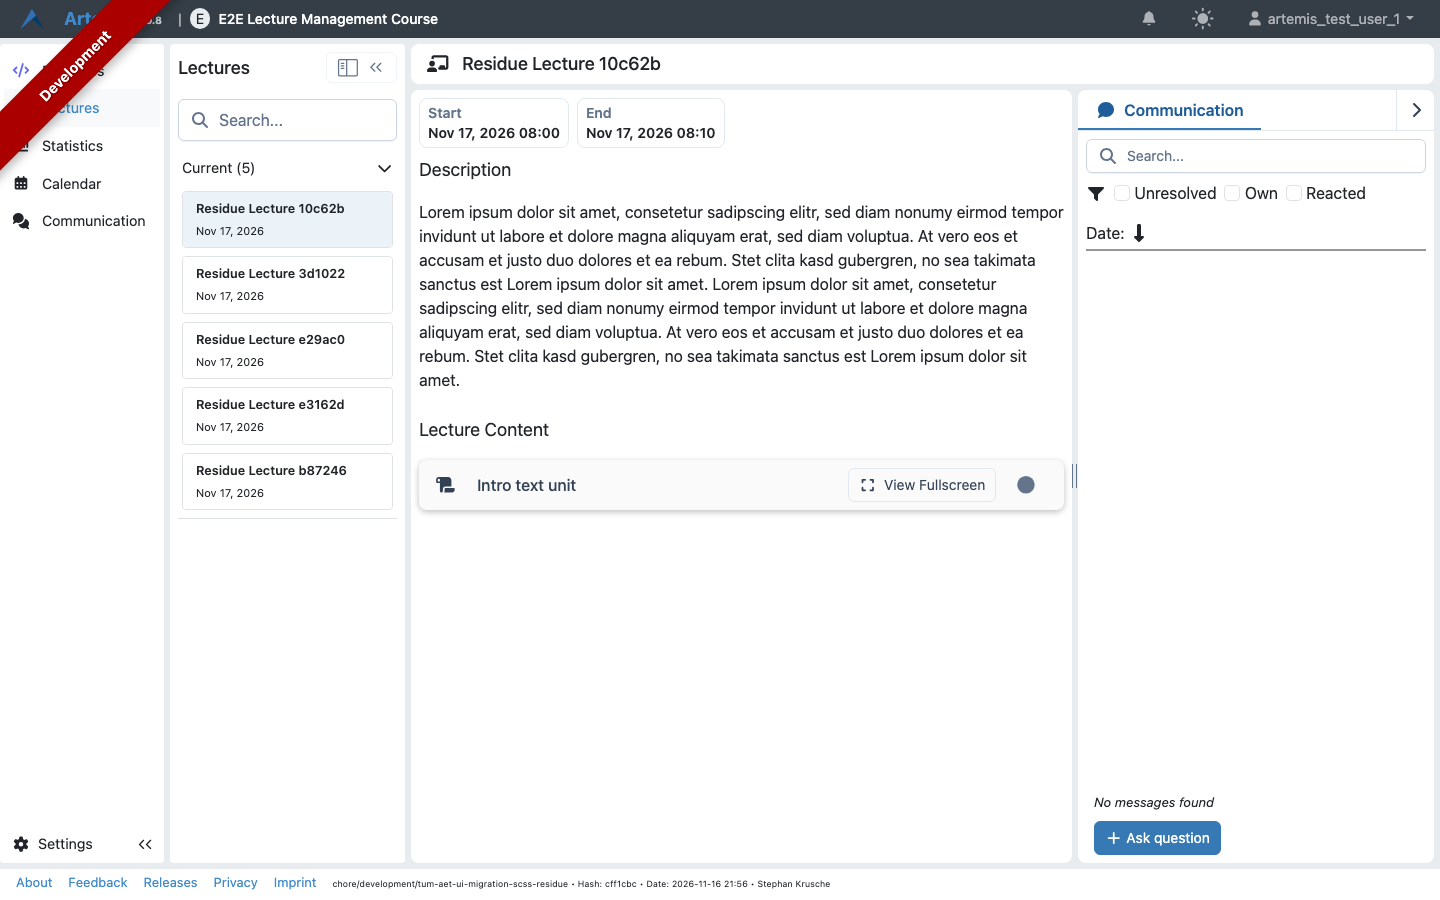 E E2E Lecture Management Course
artemis_test_user_1
Development
Statistics
Calendar
Communication
Settings
Lectures
Search...
Current (5)
Residue Lecture 10c62b
Nov 17, 2026
Residue Lecture 3d1022
Nov 17, 2026
Residue Lecture e29ac0
Nov 17, 2026
Residue Lecture e3162d
Nov 17, 2026
Residue Lecture b87246
Nov 17, 2026
Residue Lecture 10c62b
Start
Nov 17, 2026 08:00
End
Nov 17, 2026 08:10
Description
Lorem ipsum dolor sit amet, consetetur sadipscing elitr, sed diam nonumy eirmod tempor
invidunt ut labore et dolore magna aliquyam erat, sed diam voluptua. At vero eos et
accusam et justo duo dolores et ea rebum. Stet clita kasd gubergren, no sea takimata
sanctus est Lorem ipsum dolor sit amet. Lorem ipsum dolor sit amet, consetetur
sadipscing elitr, sed diam nonumy eirmod tempor invidunt ut labore et dolore magna
aliquyam erat, sed diam voluptua. At vero eos et accusam et justo duo dolores et ea
rebum. Stet clita kasd gubergren, no sea takimata sanctus est Lorem ipsum dolor sit
amet.
Lecture Content
Intro text unit
View Fullscreen
Communication
Search...
Unresolved Own Reacted
Date:
No messages found
Ask question
About Feedback Releases Privacy Imprint chore/development/tum-aet-ui-migration-scss-residue • Hash: cff1cbc • Date: 2026-11-16 21:56 • Stephan Krusche